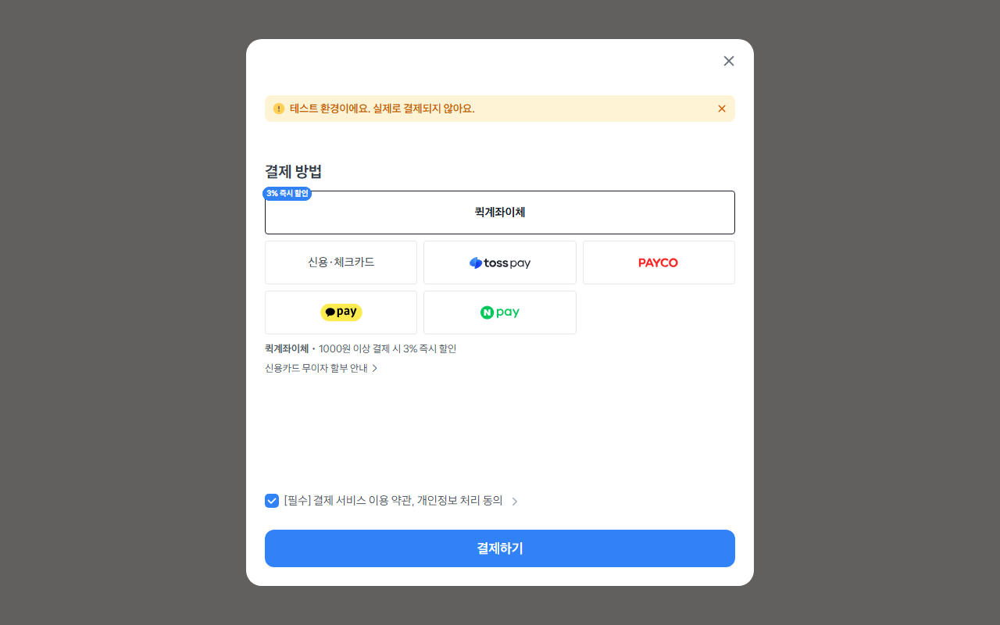 테스트 환경이에요. 실제로 결제되지 않아요.
결제 방법
3% 즉시 할인
퀵계좌이체
신용·체크카드
toss pay
PAYCO
pay
N pay
퀵계좌이체 • 1000원 이상 결제 시 3% 즉시 할인
신용카드 무이자 할부 안내
[필수] 결제 서비스 이용 약관, 개인정보 처리 동의
결제하기